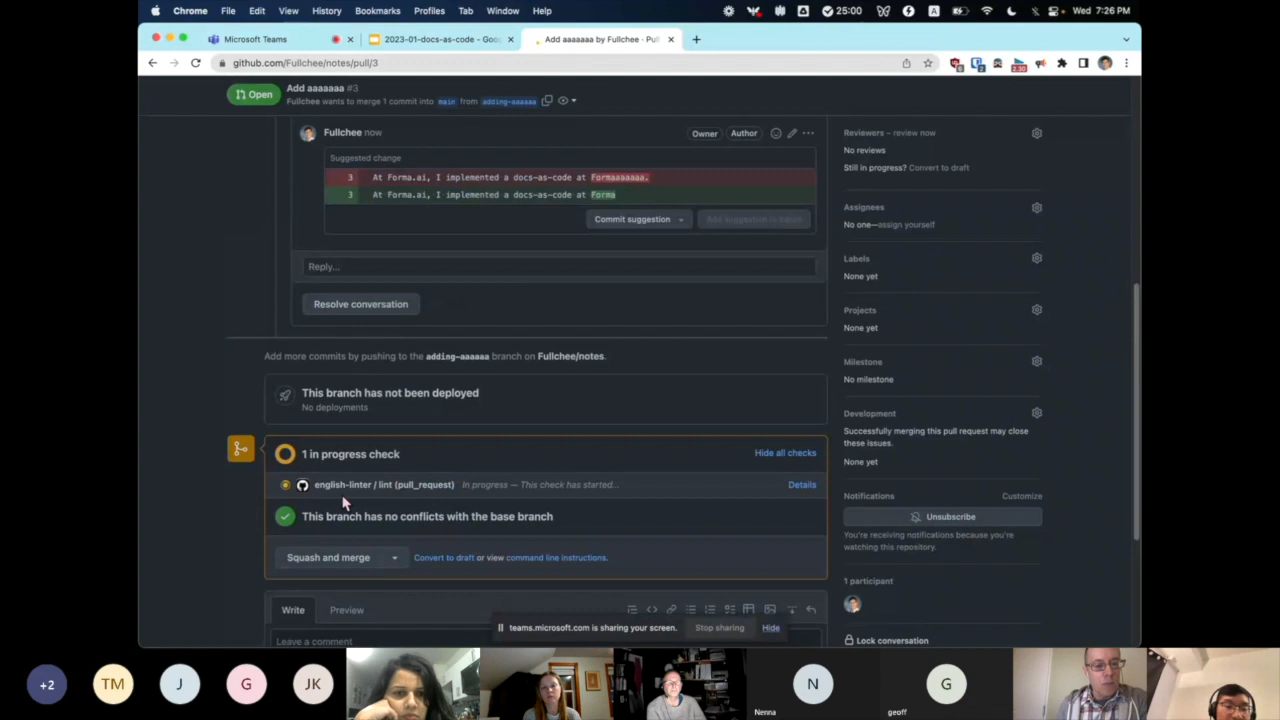 Chrome File Edit View History Bookmarks Profiles Tab Window Help 25:00 A Wed 7:26 PM
Microsoft Teams
2023-01-docs-as-code - Goo
Add aaaaaaa by Fullchee · Pull
github.com/Fullchee/notes/pull/3
Open
Add aaaaaaa #3
Fullchee wants to merge 1 commit into main from adding-aaaaaa
Fullchee now
Owner
Author
Suggested change
3 At Forma.ai, I implemented a docs-as-code at Formaaaaaaa.
3 At Forma.ai, I implemented a docs-as-code at Forma
Commit suggestion
Add suggestion to batch
Reply...
Resolve conversation
Add more commits by pushing to the adding-aaaaaa branch on Fullchee/notes.
This branch has not been deployed
No deployments
1 in progress check
Hide all checks
english-linter / lint (pull_request) In progress — This check has started...
Details
This branch has no conflicts with the base branch
Squash and merge
Convert to draft or view command line instructions.
Write
Preview
Leave a comment
Reviewers – review now
No reviews
Still in progress? Convert to draft
Assignees
No one—assign yourself
Labels
None yet
Projects
None yet
Milestone
No milestone
Development
Successfully merging this pull request may close
these issues.
None yet
Notifications
Customize
Unsubscribe
You're receiving notifications because you're
watching this repository.
1 participant
Lock conversation
teams.microsoft.com is sharing your screen.
Stop sharing
Hide
+2
TM
J
G
JK
N
Nenna
G
geoff